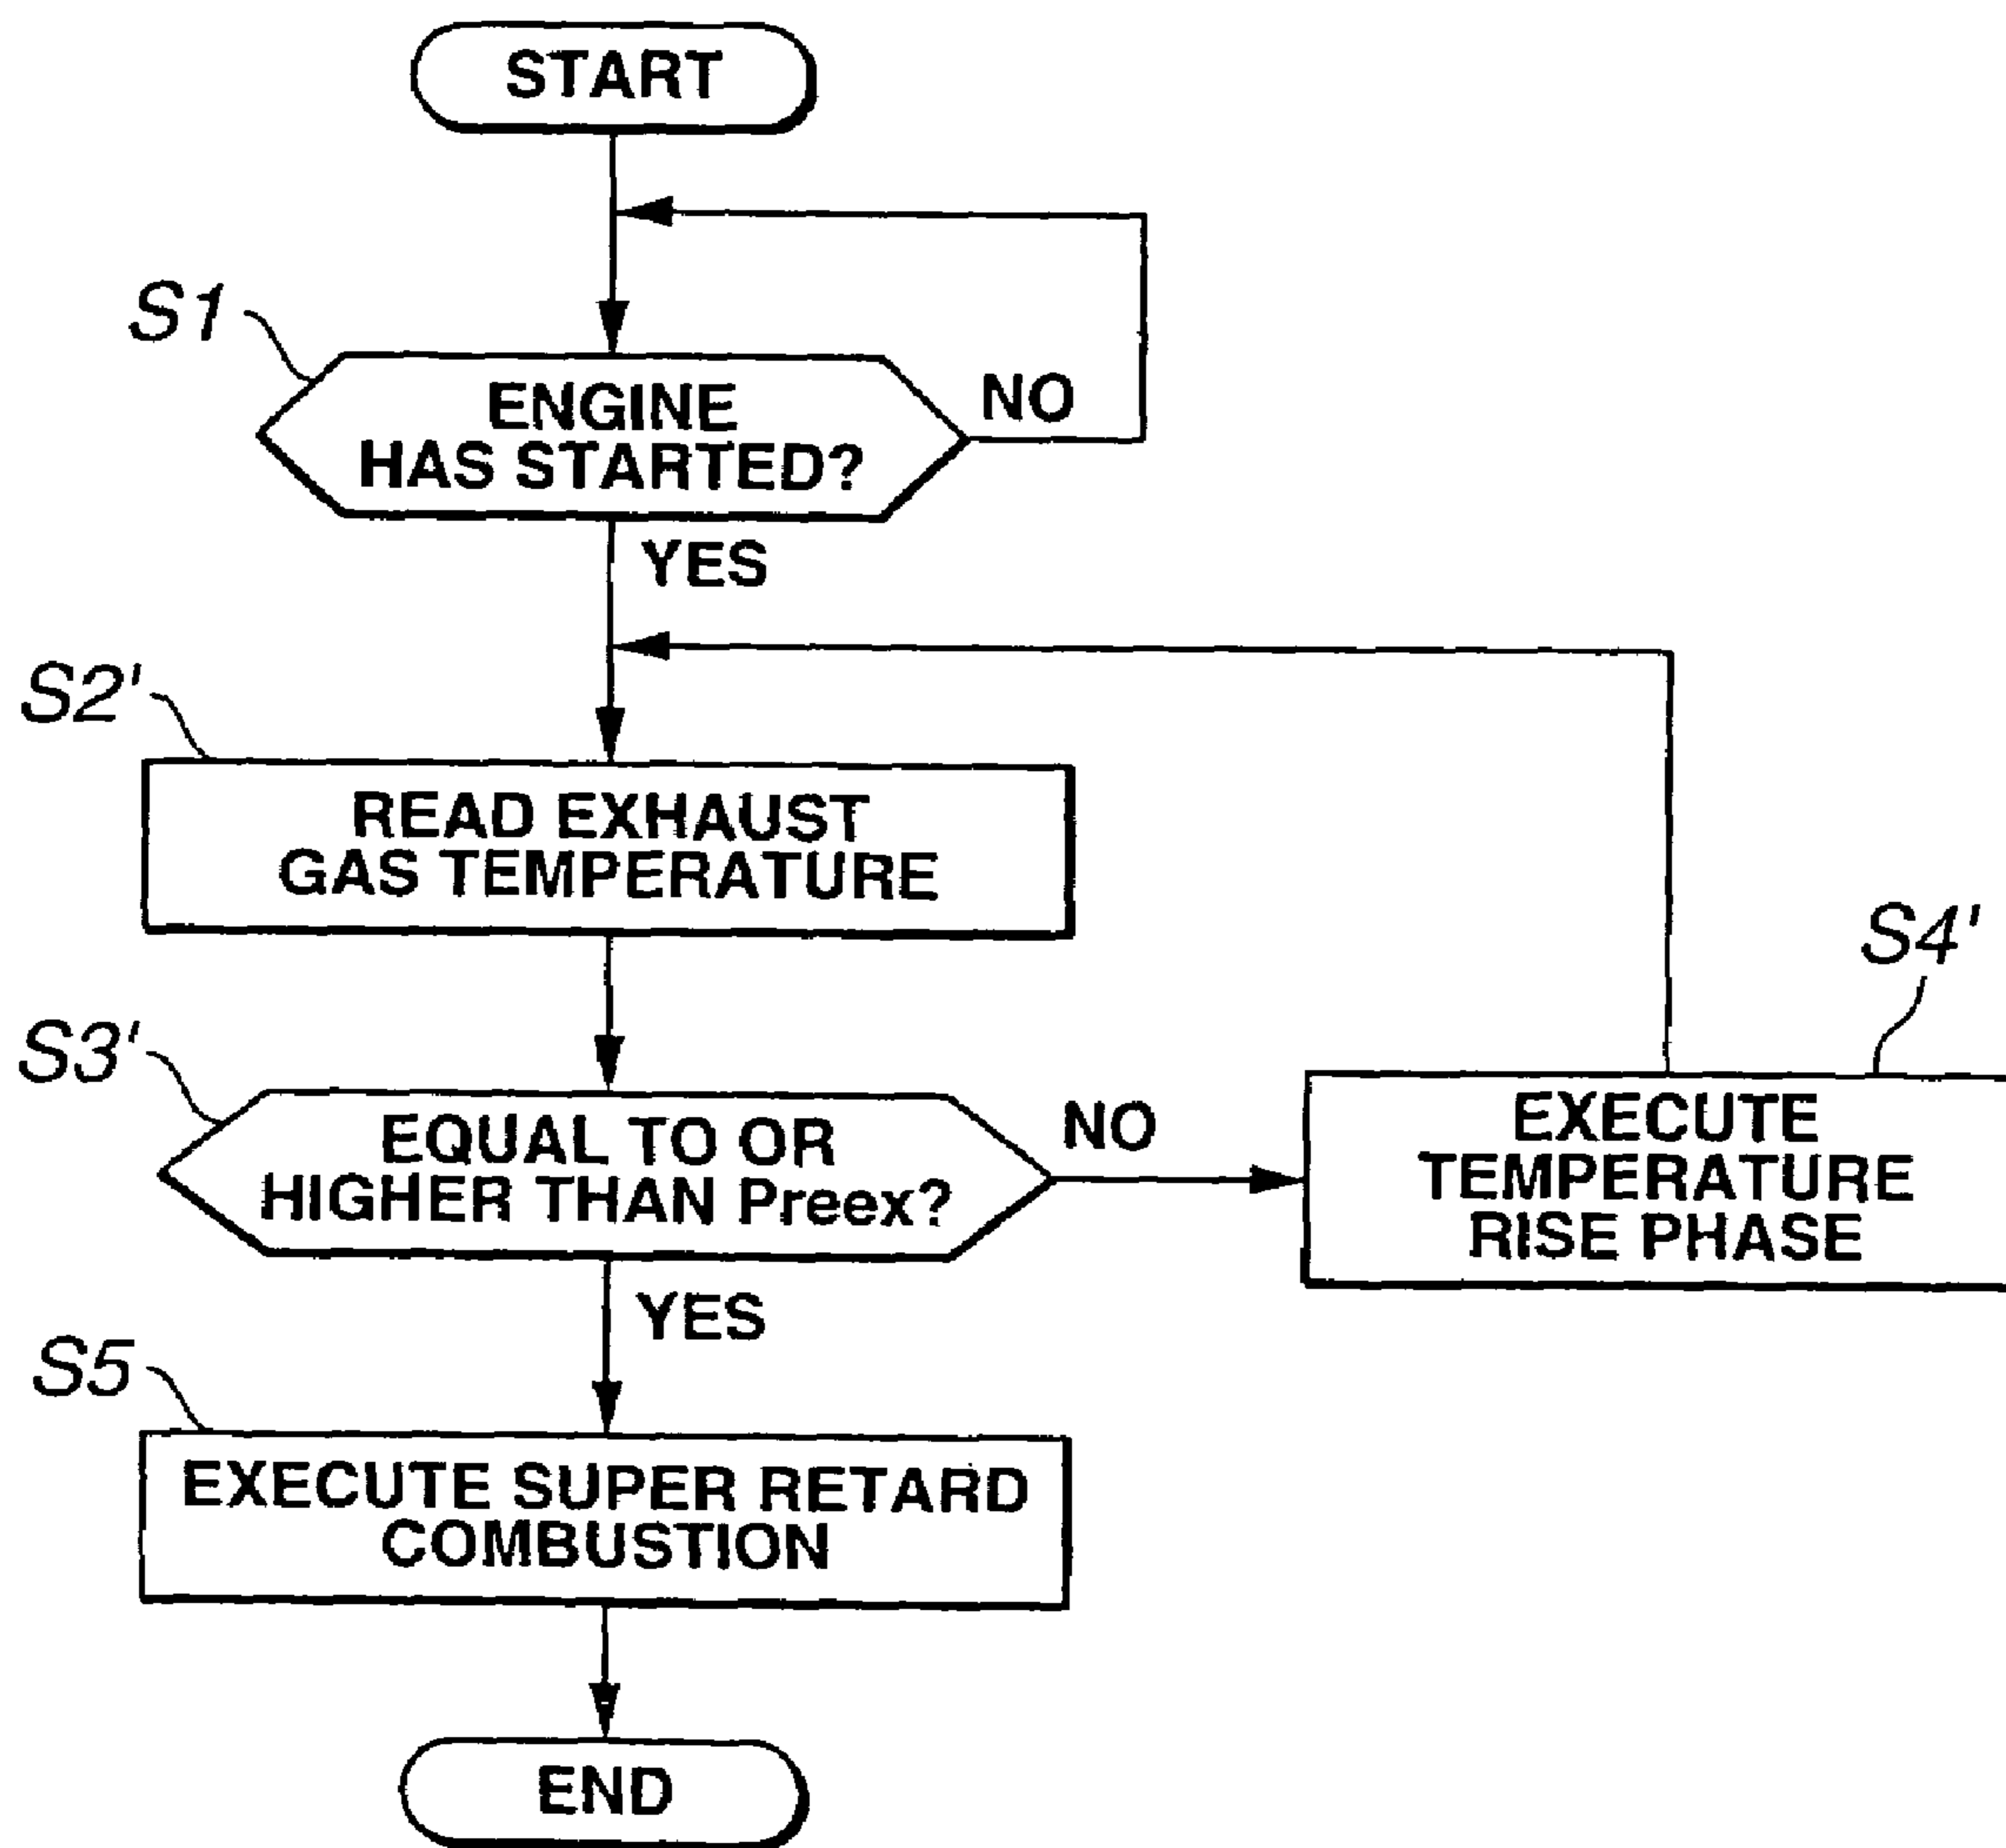 START
S1
ENGINE
HAS STARTED?
NO
YES
S2'
READ EXHAUST
GAS TEMPERATURE
S3'
EQUAL TO OR
HIGHER THAN Preex?
NO
S4'
EXECUTE
TEMPERATURE
RISE PHASE
YES
S5
EXECUTE SUPER RETARD
COMBUSTION
END